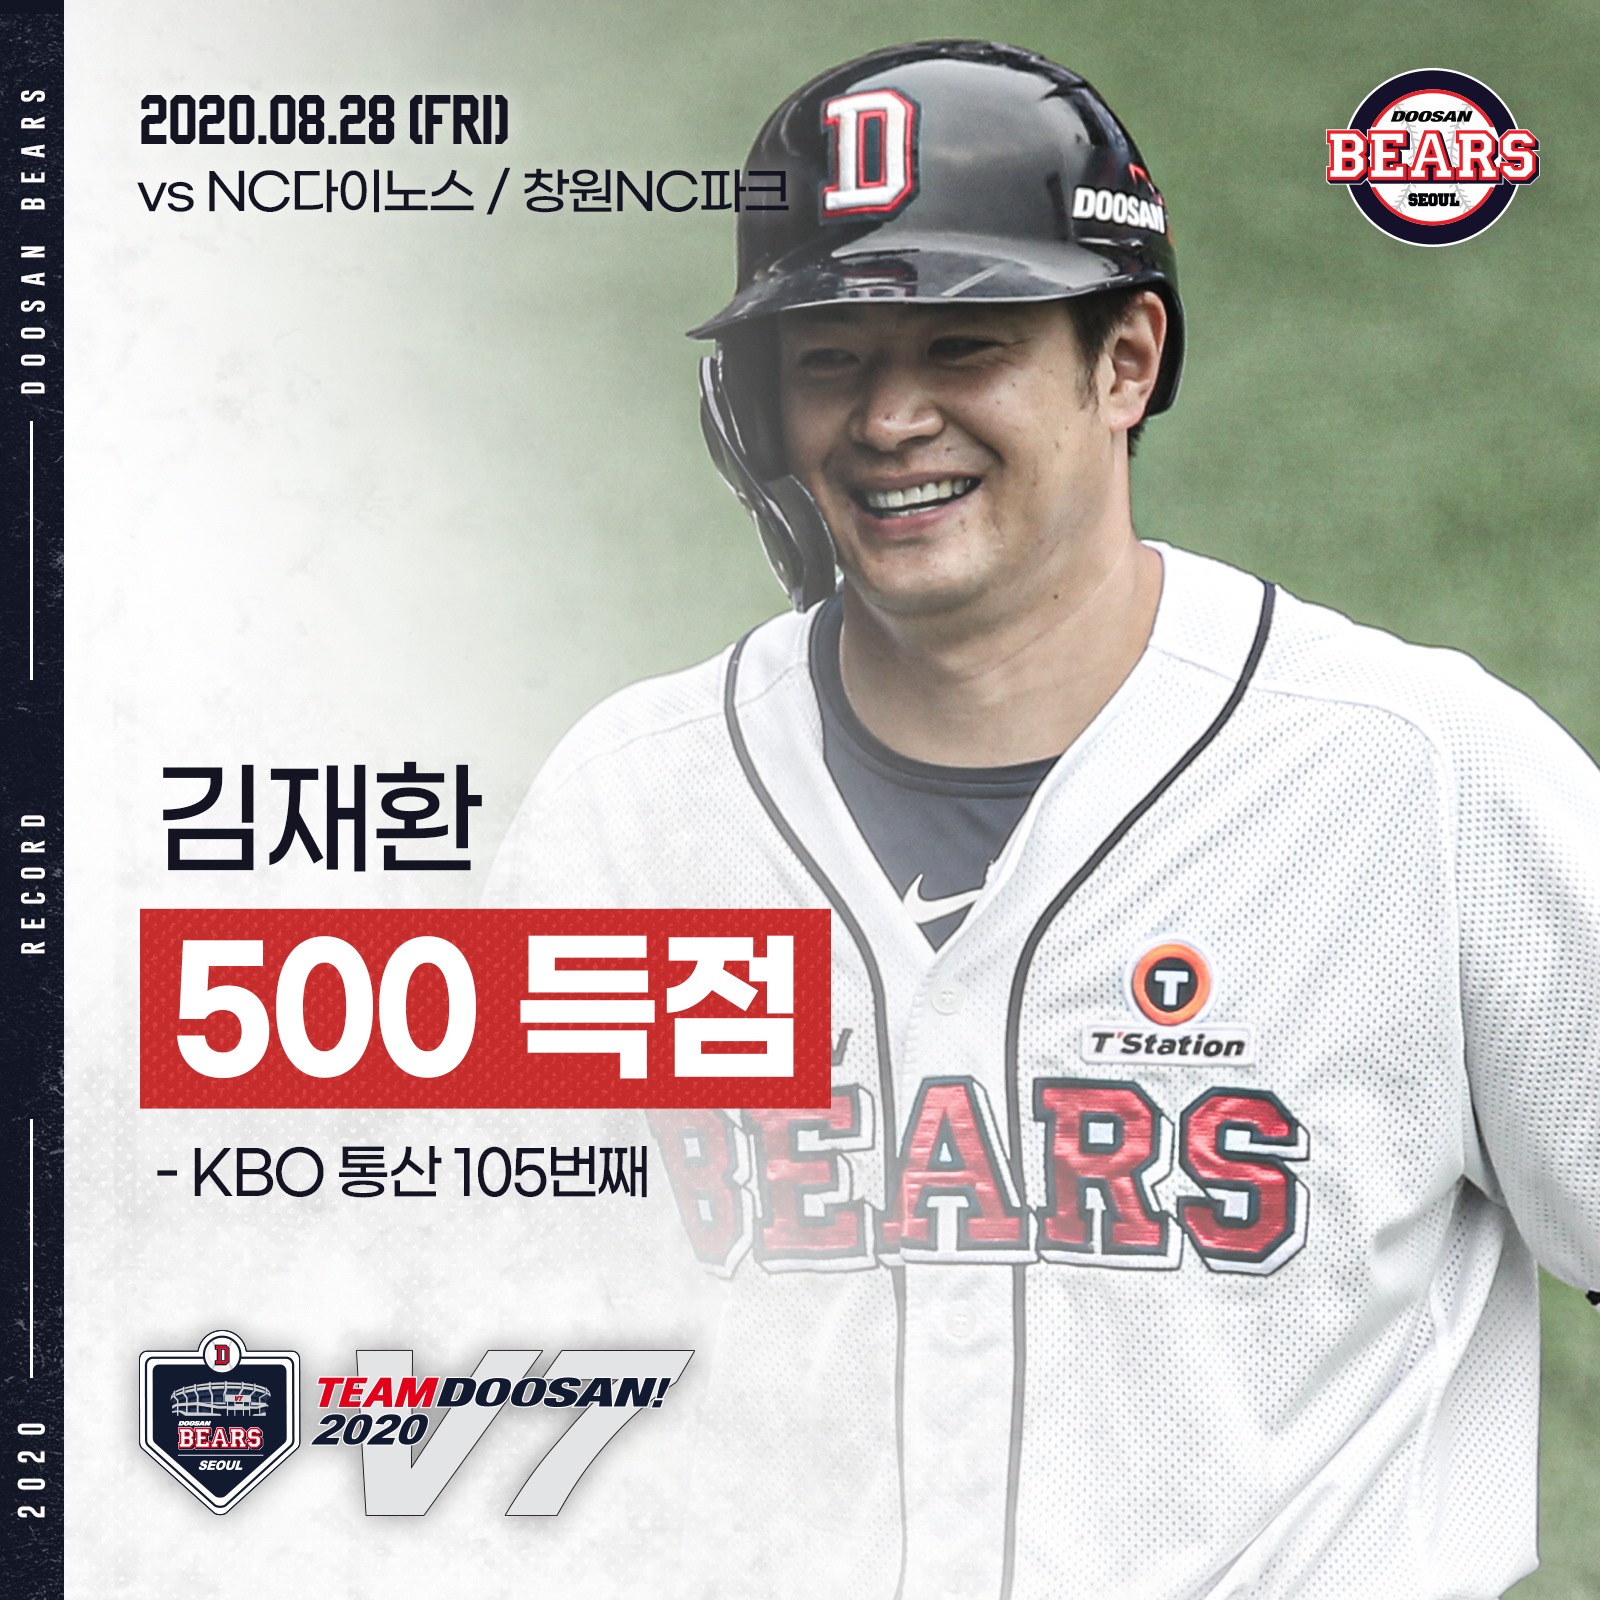 2020.08.28 (FRI)
vs NC다이노스 / 창원NC파크
DOOSAN
BEARS
SEOUL
D
DOOSAN
DOOSAN BEARS
RECORD
2020
김재환
500 득점
- KBO 통산 105번째
T
T'Station
BEARS
D
V7
DOOSAN
BEARS
SEOUL
V7
TEAMDOOSAN!
2020